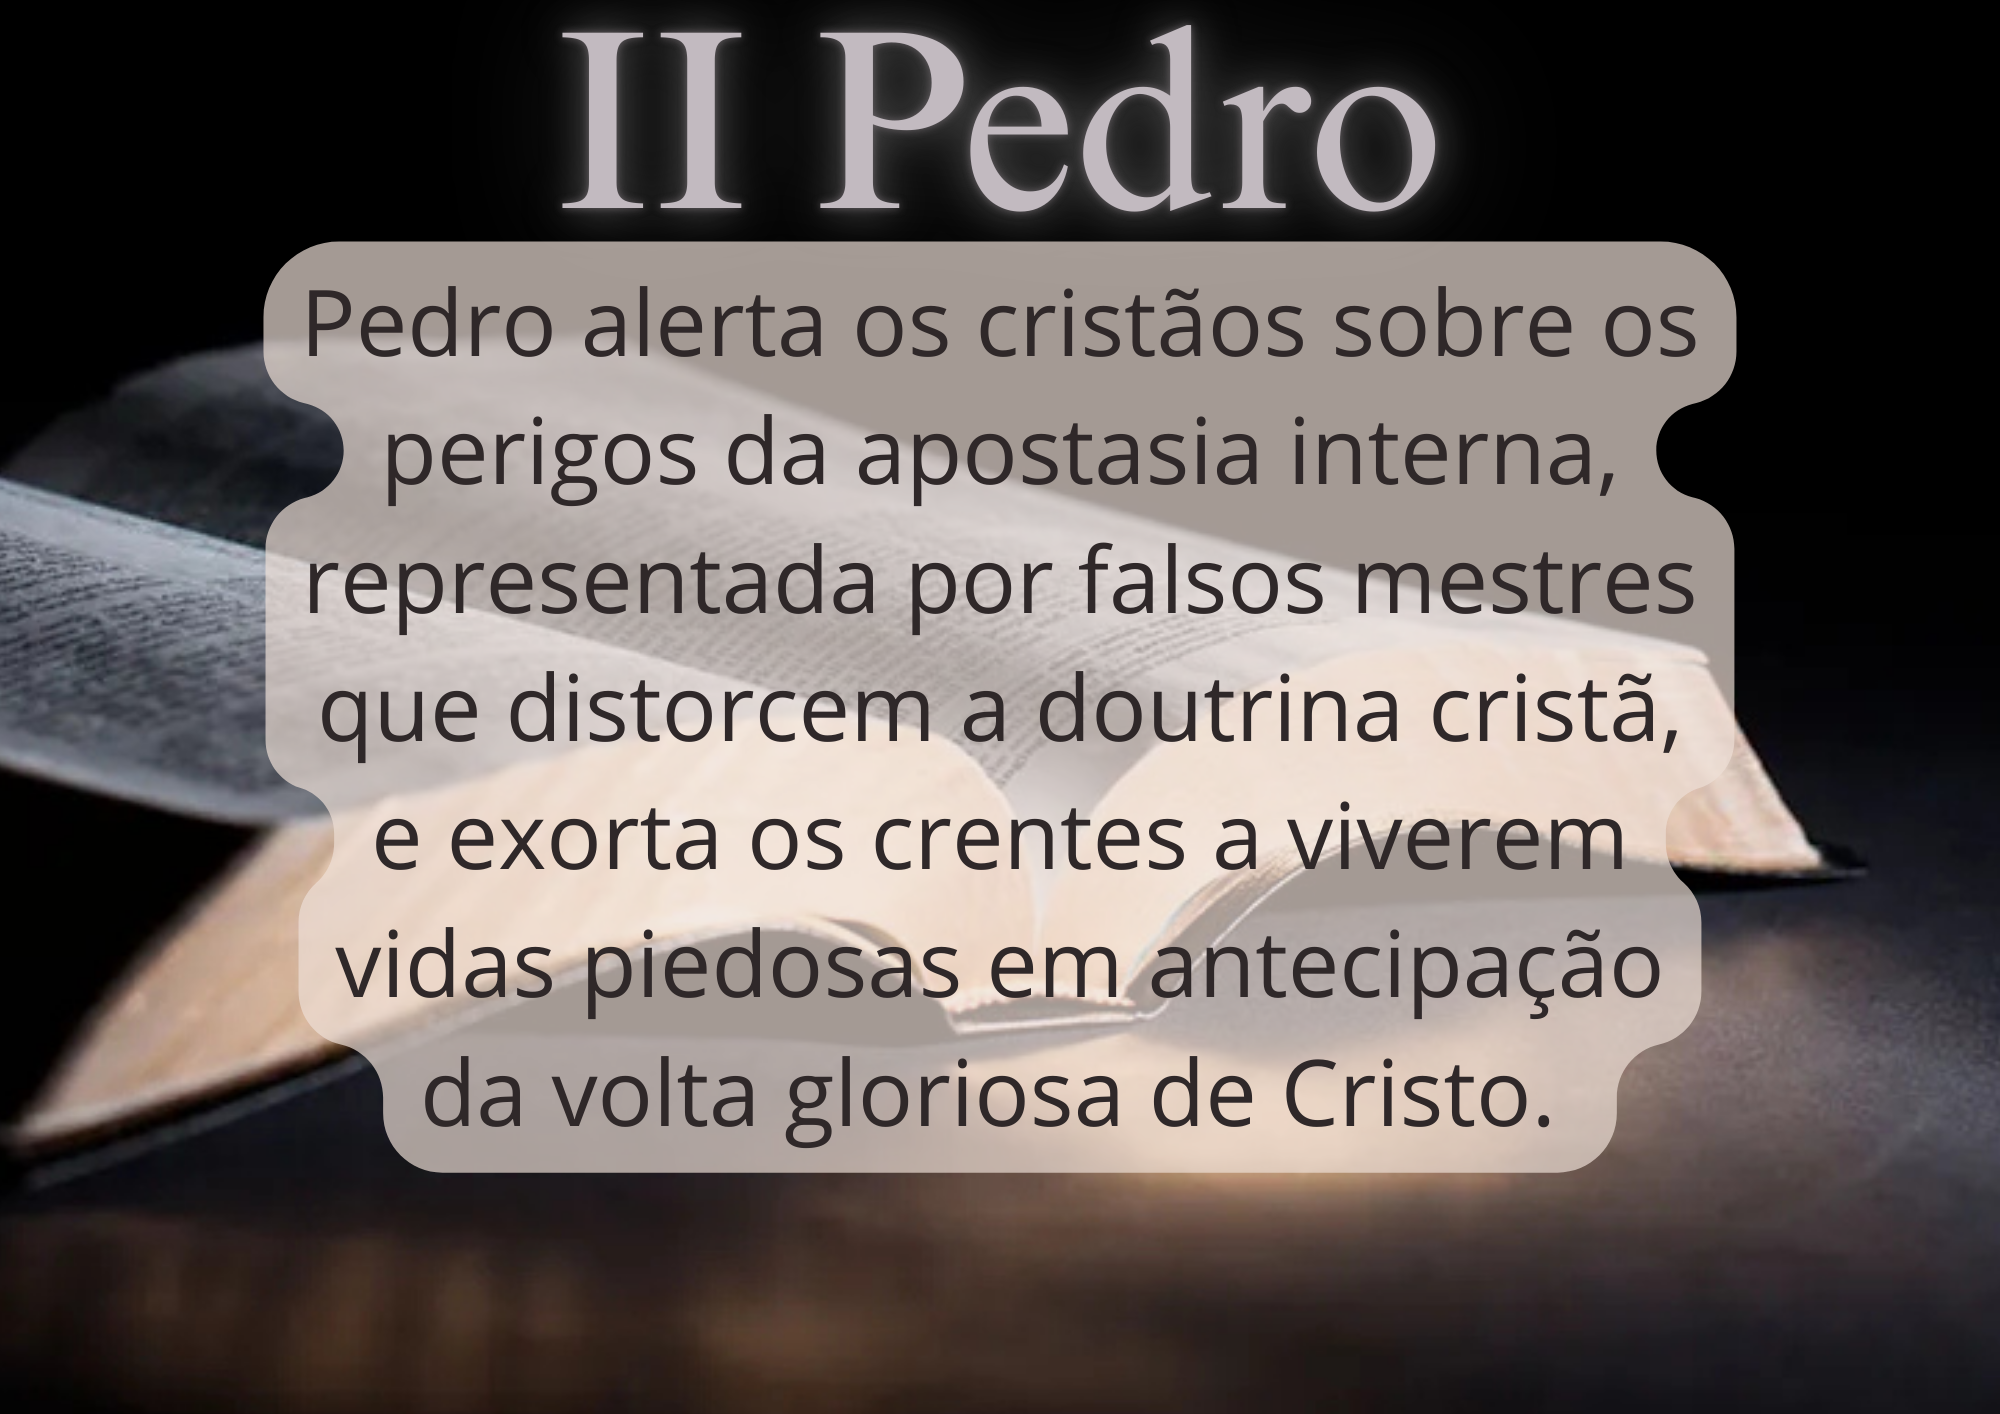 II Pedro
Pedro alerta os cristãos sobre os
perigos da apostasia interna,
representada por falsos mestres
que distorcem a doutrina cristã,
e exorta os crentes a viverem
vidas piedosas em antecipação
da volta gloriosa de Cristo.